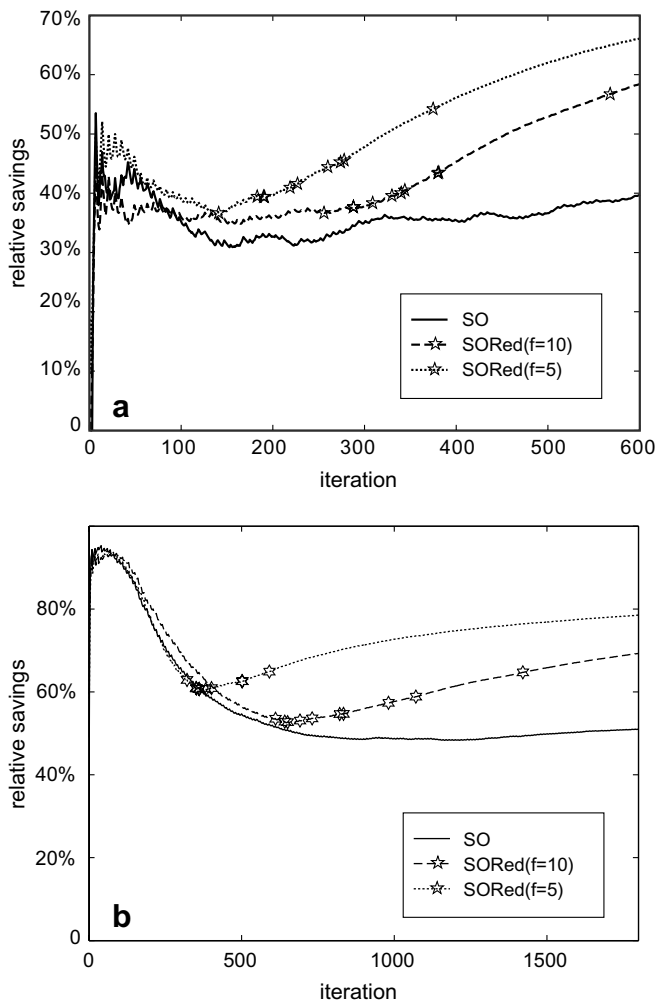 70%
60%
50%
40%
30%
20%
10%
0
relative savings
SO
SORed(f=10)
SORed(f=5)
a
0 100 200 300 400 500 600
iteration
80%
60%
40%
20%
0
relative savings
SO
SORed(f=10)
SORed(f=5)
b
0 500 1000 1500
iteration